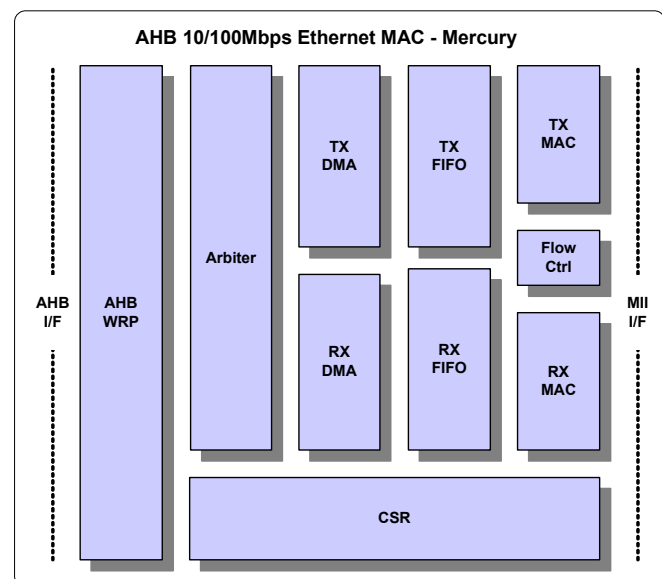 AHB 10/100Mbps Ethernet MAC - Mercury
AHB
I/F
AHB
WRP
Arbiter
TX
DMA
TX
FIFO
TX
MAC
Flow
Ctrl
RX
DMA
RX
FIFO
RX
MAC
MII
I/F
CSR